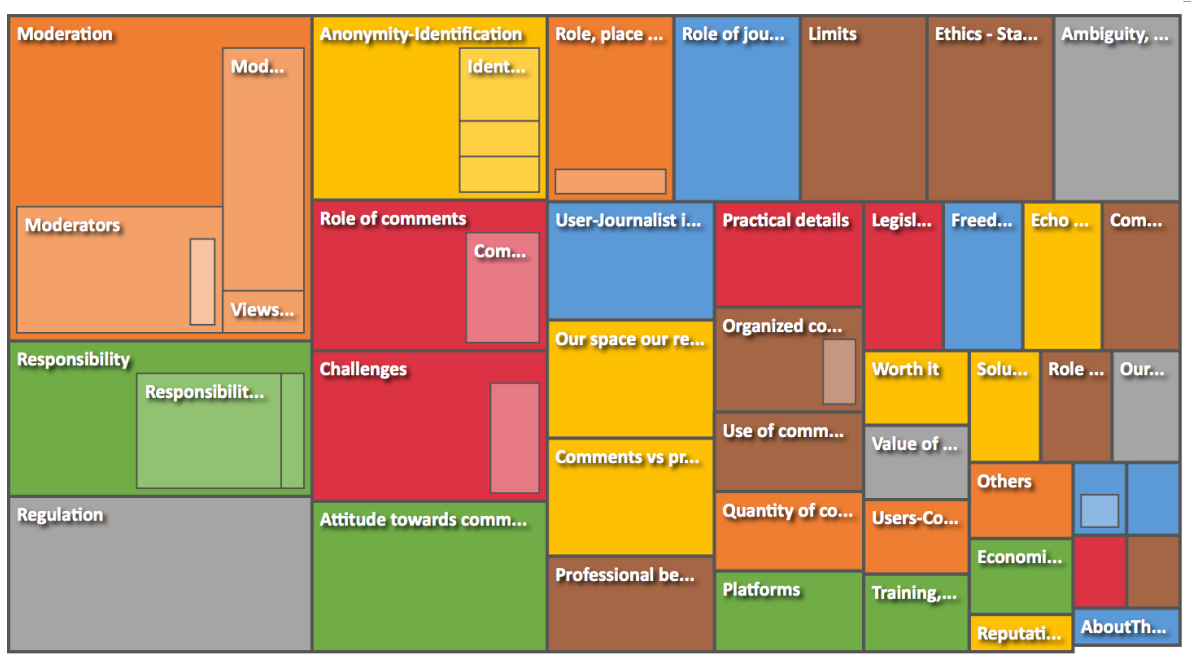 Moderation
Mod...
Moderators
Views...
Responsibility
Responsibilit...
Regulation
Anonymity-Identification
Ident...
Role of comments
Com...
Challenges
Attitude towards comm...
Role, place ...
Role of jou...
Limits
Ethics - Sta...
Ambiguity, ...
User-Journalist i...
Our space our re...
Comments vs pr...
Professional be...
Practical details
Organized co...
Use of comm...
Quantity of co...
Platforms
Legisl...
Freed...
Echo ...
Com...
Worth it
Value of ...
Users-Co...
Training,...
Solu...
Role ...
Our...
Others
Economi...
Reputati...
AboutTh...